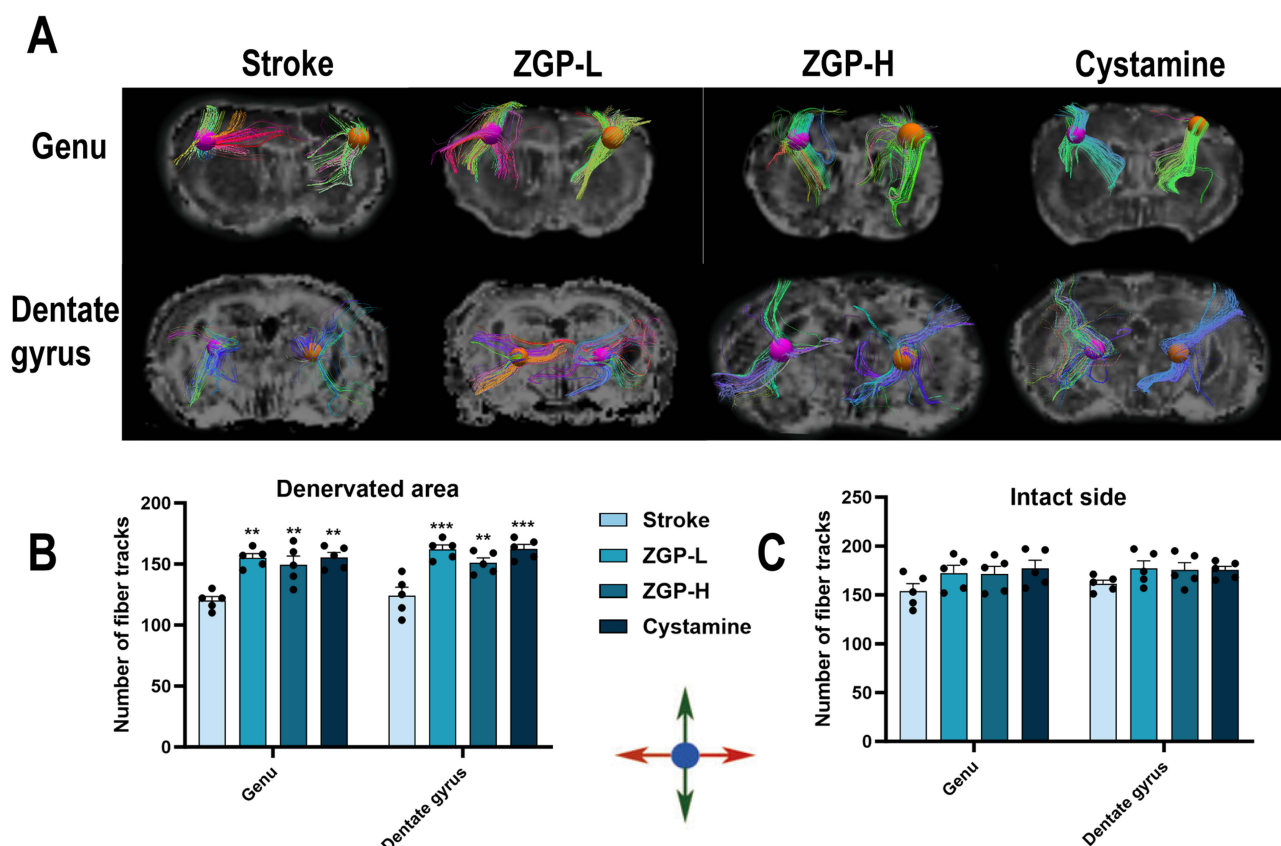 A
Stroke ZGP-L ZGP-H Cystamine
Genu
Dentate
gyrus
B
Denervated area
Number of fiber tracks
200
150
100
50
0
** ** **
*** ** ***
Genu
Dentate gyrus
Stroke
ZGP-L
ZGP-H
Cystamine
C
Intact side
Number of fiber tracks
250
200
150
100
50
0
Genu
Dentate gyrus